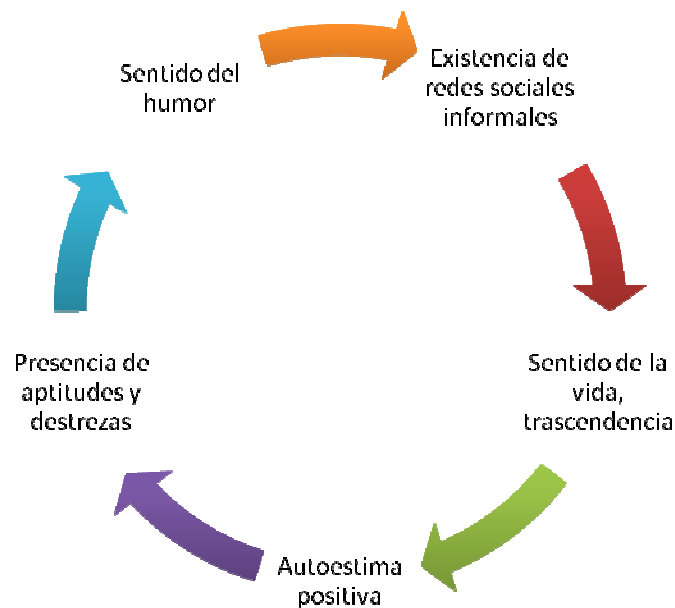 Sentido del
humor
Existencia de
redes sociales
informales
Sentido de la
vida,
trascendencia
Autoestima
positiva
Presencia de
aptitudes y
destrezas